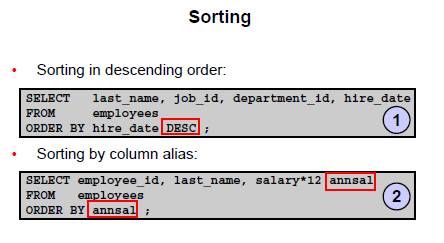 Sorting
• Sorting in descending order:
SELECT last_name, job_id, department_id, hire_date
FROM employees
ORDER BY hire_date DESC ;
1
• Sorting by column alias:
SELECT employee_id, last_name, salary*12 annsal
FROM employees
ORDER BY annsal ;
2